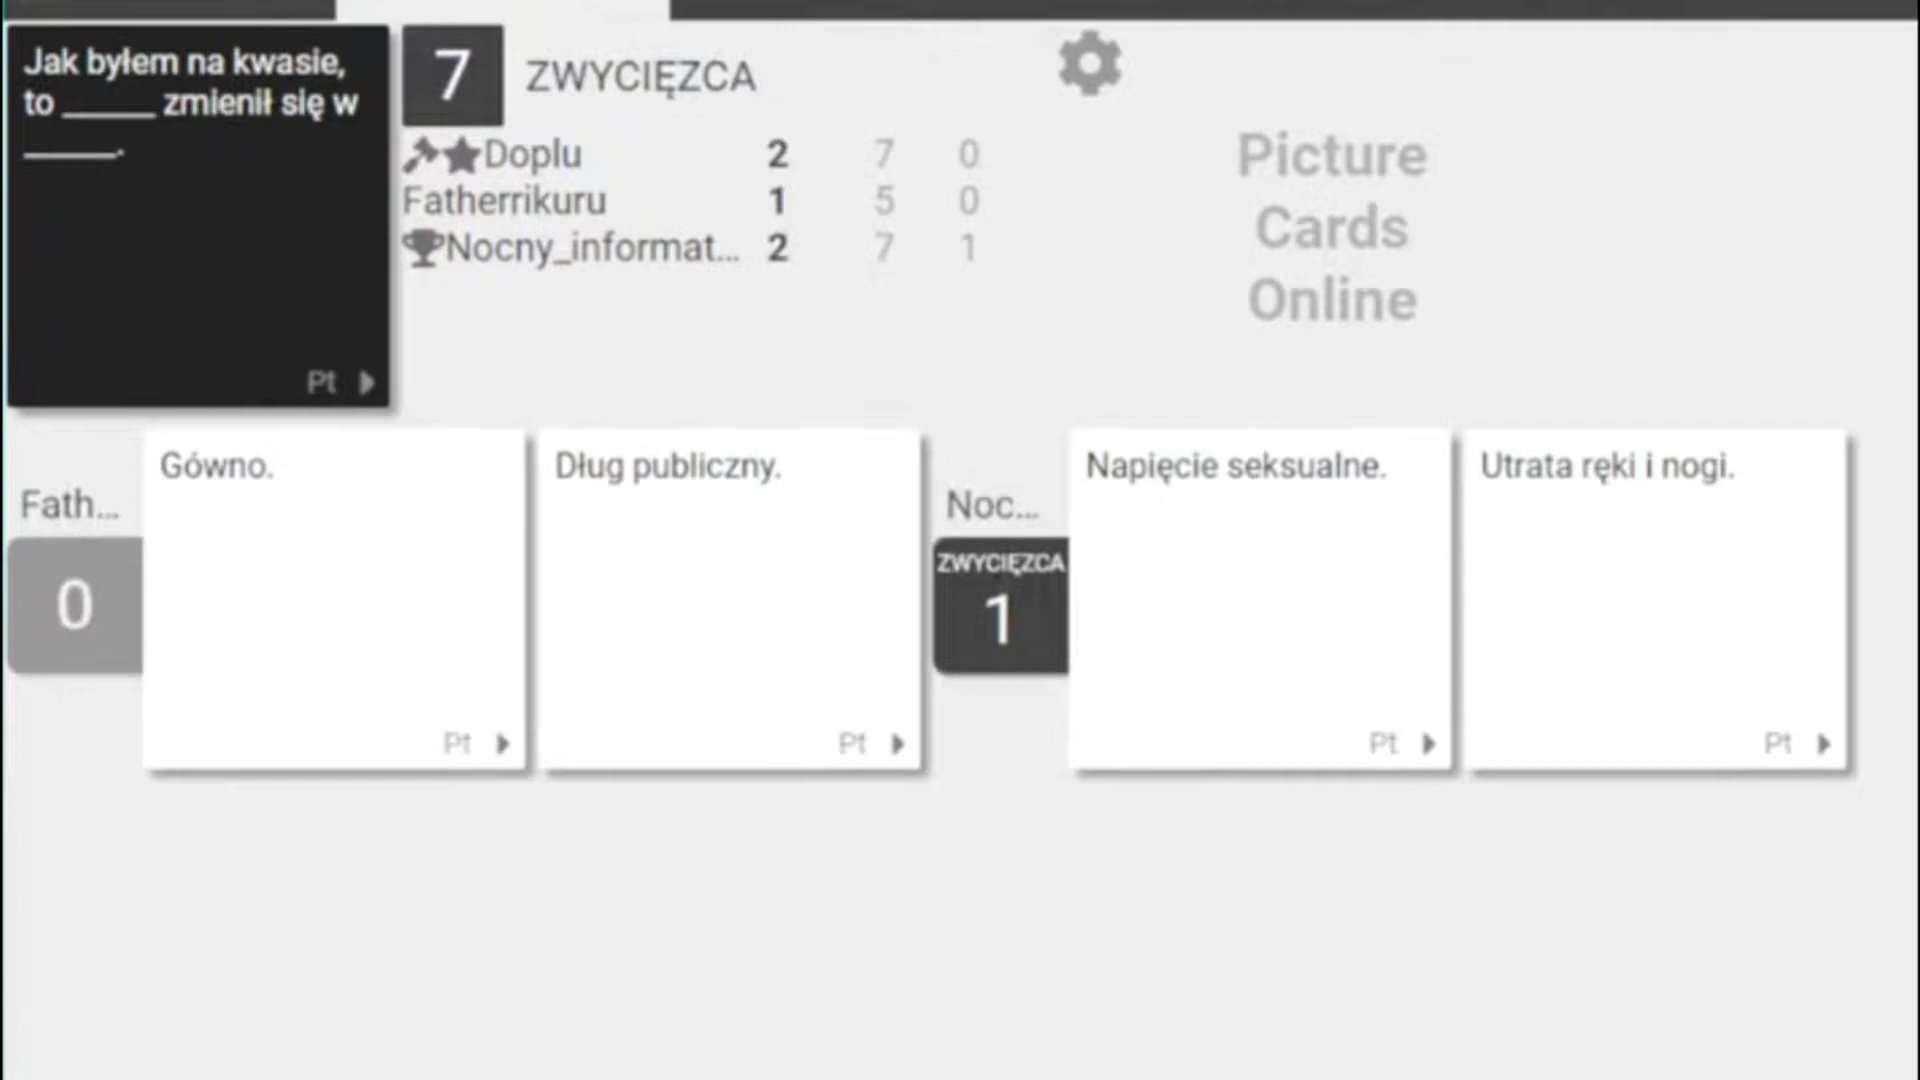 Jak byłem na kwasie,
to _____ zmienił się w
_____.
Pt
7 ZWYCIĘZCA
Doplu 2 7 0
Fatherrikuru 1 5 0
Nocny_informat... 2 7 1
Picture
Cards
Online
Fath...
0
Gówno.
Pt
Dług publiczny.
Pt
Noc...
ZWYCIĘZCA
1
Napięcie seksualne.
Pt
Utrata ręki i nogi.
Pt